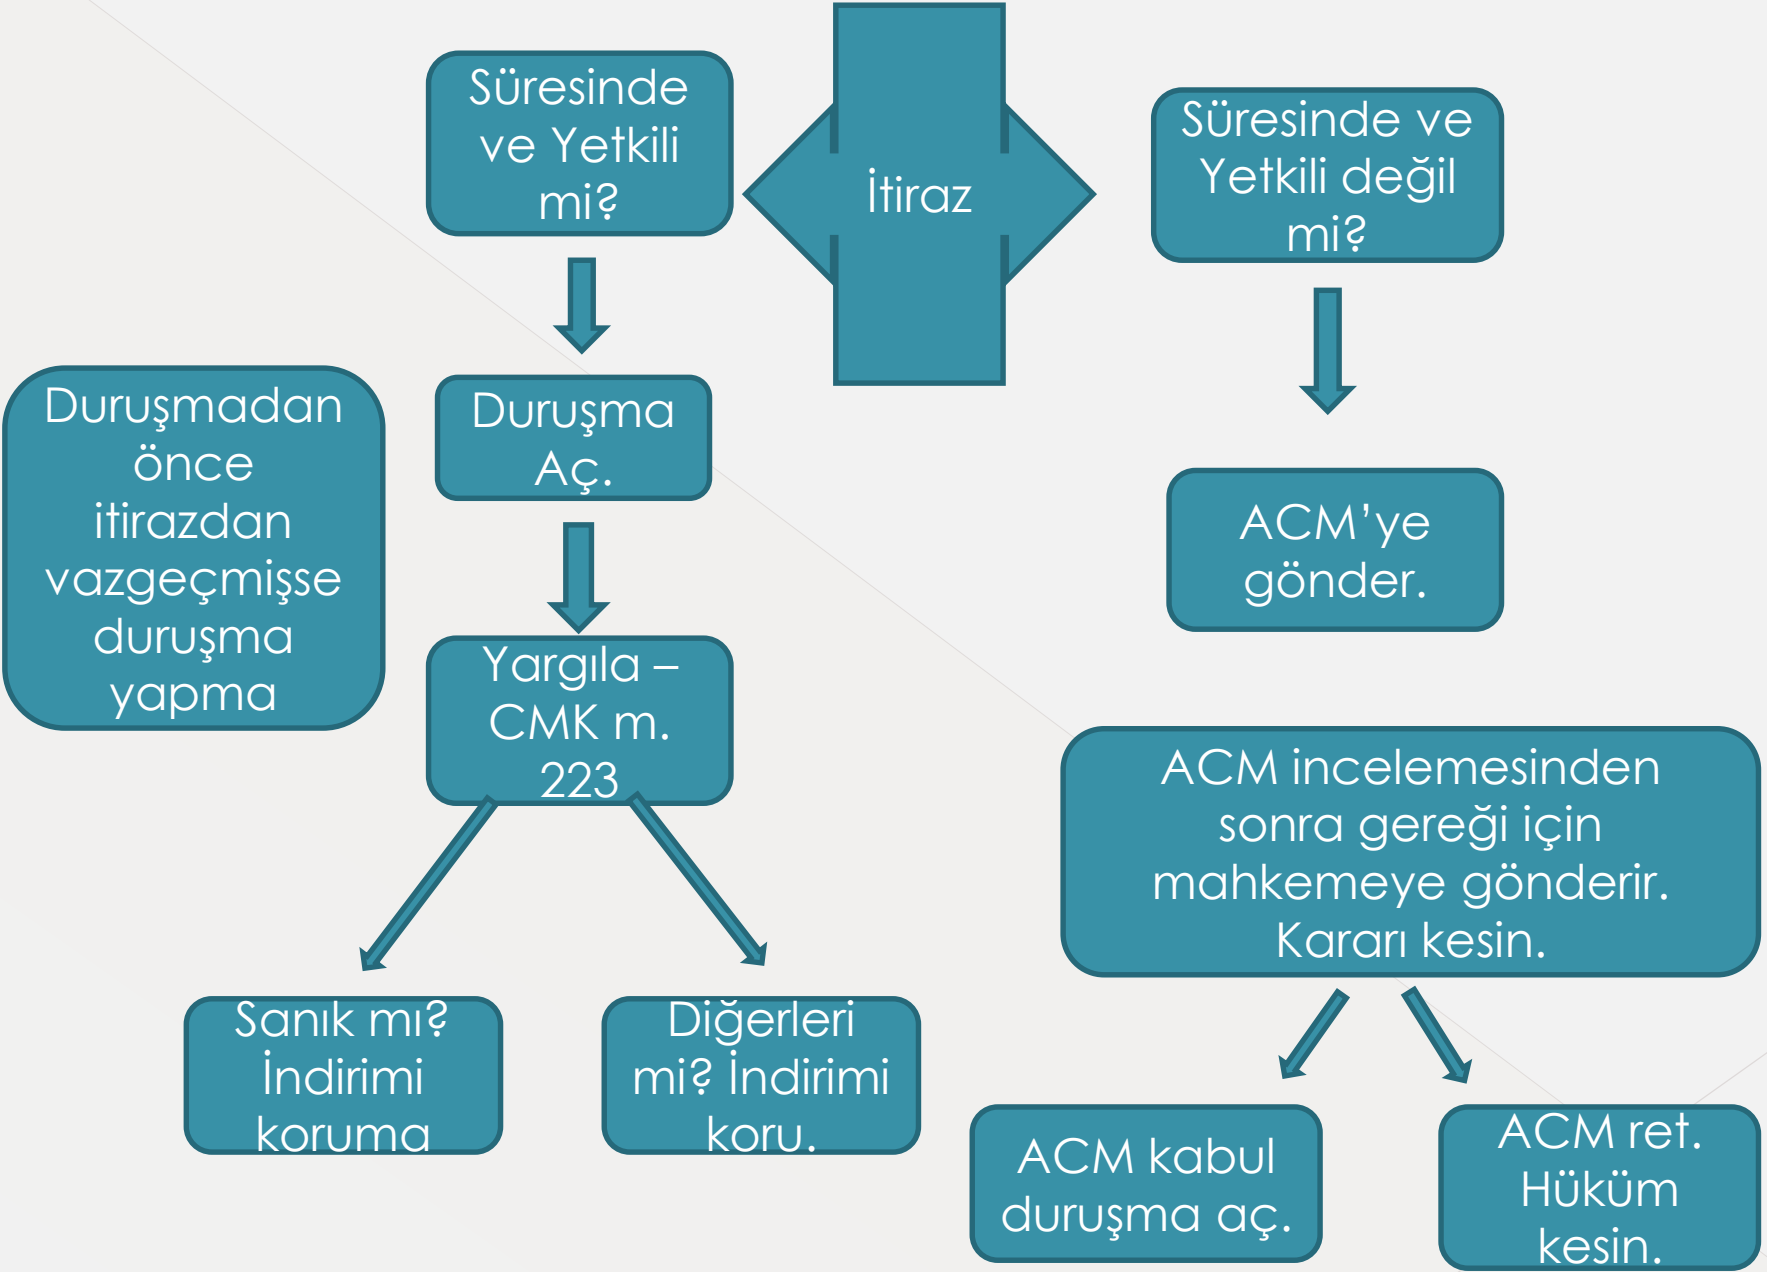 Süresinde
ve Yetkili
mi?
İtiraz
Süresinde ve
Yetkili değil
mi?
Duruşmadan
önce
itirazdan
vazgeçmişse
duruşma
yapma
Duruşma
Aç.
ACM’ye
gönder.
Yargıla –
CMK m.
223
ACM incelemesinden
sonra gereği için
mahkemeye gönderir.
Kararı kesin.
Sanık mı?
İndirimi
koruma
Diğerleri
mi? İndirimi
koru.
ACM kabul
duruşma aç.
ACM ret.
Hüküm
kesin.